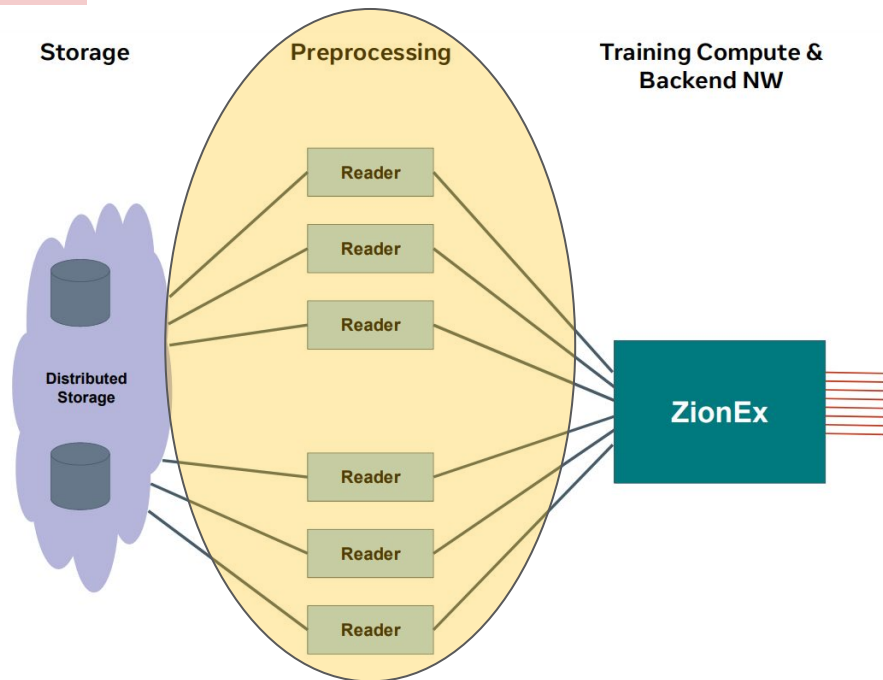 Storage
Preprocessing
Training Compute &
Backend NW
Reader
Reader
Reader
Distributed
Storage
ZionEx
Reader
Reader
Reader